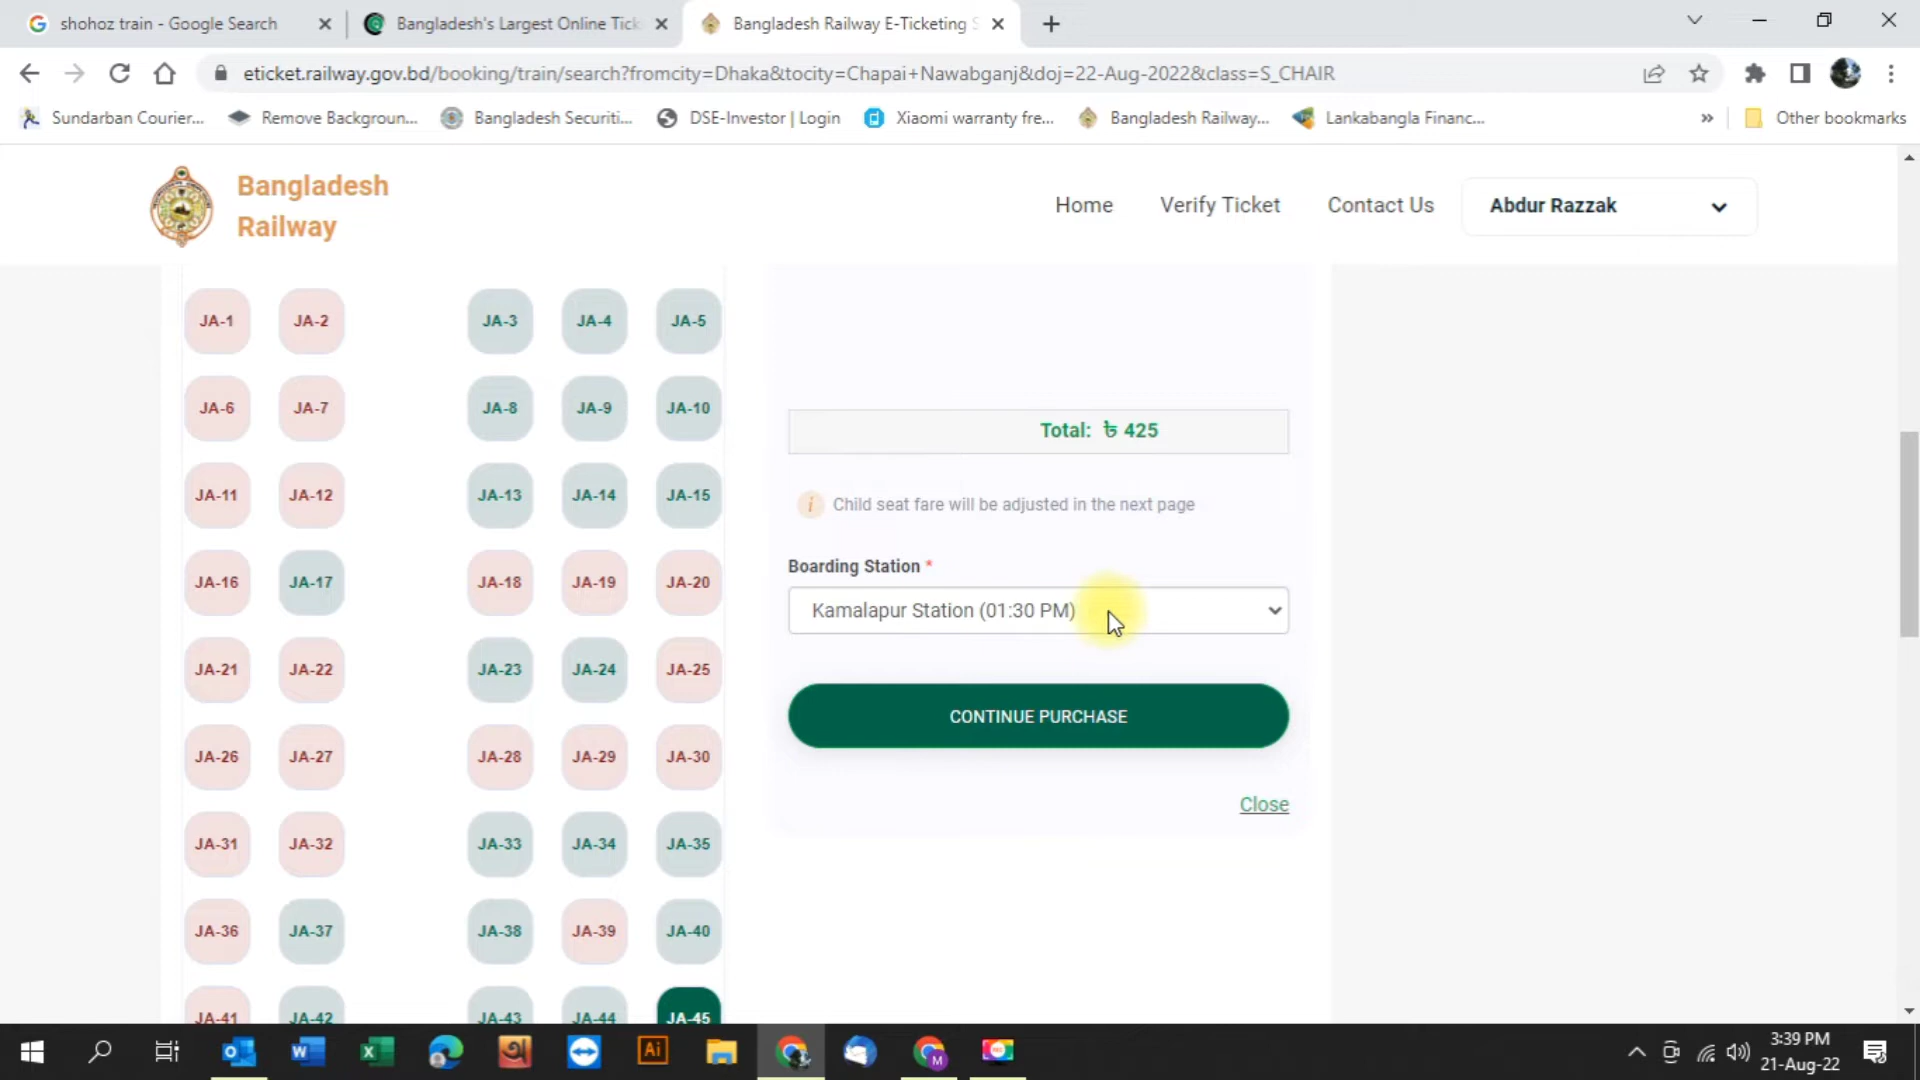 shohoz train - Google Search
Bangladesh's Largest Online Tick
Bangladesh Railway E-Ticketing S
eticket.railway.gov.bd/booking/train/search?fromcity=Dhaka&tocity=Chapai+Nawabganj&doj=22-Aug-2022&class=S_CHAIR
Sundarban Courier... Remove Backgroun... Bangladesh Securiti... DSE-Investor | Login Xiaomi warranty fre... Bangladesh Railway... Lankabangla Financ... » Other bookmarks
Bangladesh
Railway
Home Verify Ticket Contact Us Abdur Razzak
JA-1 JA-2 JA-3 JA-4 JA-5
JA-6 JA-7 JA-8 JA-9 JA-10
JA-11 JA-12 JA-13 JA-14 JA-15
JA-16 JA-17 JA-18 JA-19 JA-20
JA-21 JA-22 JA-23 JA-24 JA-25
JA-26 JA-27 JA-28 JA-29 JA-30
JA-31 JA-32 JA-33 JA-34 JA-35
JA-36 JA-37 JA-38 JA-39 JA-40
JA-41 JA-42 JA-43 JA-44 JA-45
Total: ৳ 425
i Child seat fare will be adjusted in the next page
Boarding Station *
Kamalapur Station (01:30 PM)
CONTINUE PURCHASE
Close
3:39 PM
21-Aug-22